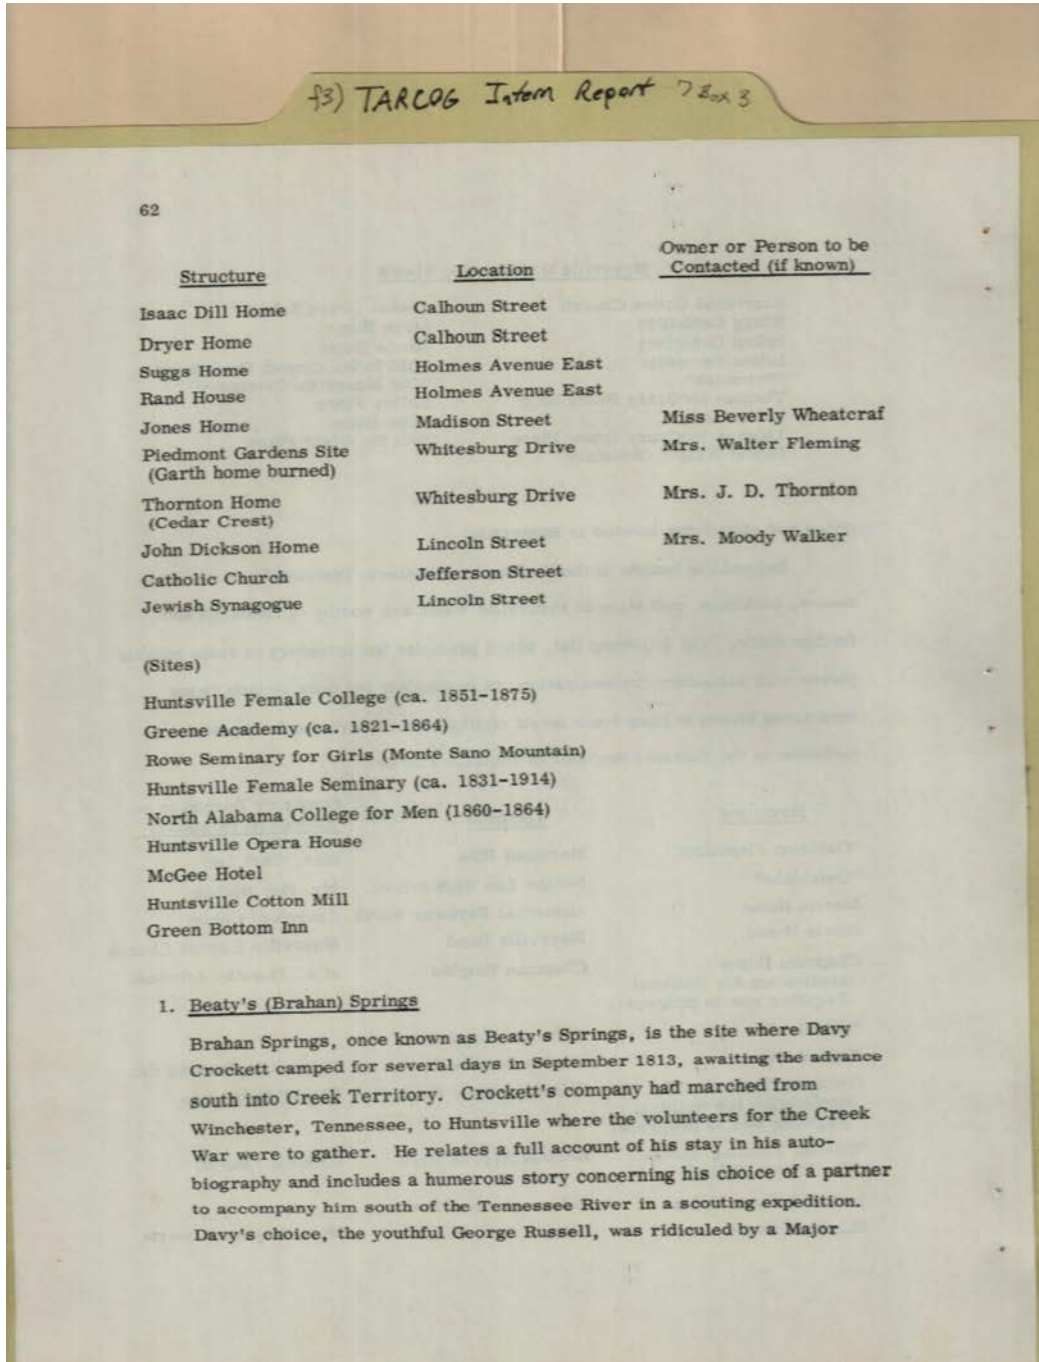 f3) TARCOG Intern Report 7 Box 3
62
Structure Location Owner or Person to be
Contacted (if known)
Isaac Dill Home Calhoun Street
Dryer Home Calhoun Street
Suggs Home Holmes Avenue East
Rand House Holmes Avenue East
Jones Home Madison Street Miss Beverly Wheatcraf
Piedmont Gardens Site Whitesburg Drive Mrs. Walter Fleming
(Garth home burned)
Thornton Home Whitesburg Drive Mrs. J. D. Thornton
(Cedar Crest)
John Dickson Home Lincoln Street Mrs. Moody Walker
Catholic Church Jefferson Street
Jewish Synagogue Lincoln Street
(Sites)
Huntsville Female College (ca. 1851-1875)
Greene Academy (ca. 1821-1864)
Rowe Seminary for Girls (Monte Sano Mountain)
Huntsville Female Seminary (ca. 1831-1914)
North Alabama College for Men (1860-1864)
Huntsville Opera House
McGee Hotel
Huntsville Cotton Mill
Green Bottom Inn
1. Beaty's (Brahan) Springs
Brahan Springs, once known as Beaty's Springs, is the site where Davy
Crockett camped for several days in September 1813, awaiting the advance
south into Creek Territory. Crockett's company had marched from
Winchester, Tennessee, to Huntsville where the volunteers for the Creek
War were to gather. He relates a full account of his stay in his auto-
biography and includes a humerous story concerning his choice of a partner
to accompany him south of the Tennessee River in a scouting expedition.
Davy's choice, the youthful George Russell, was ridiculed by a Major